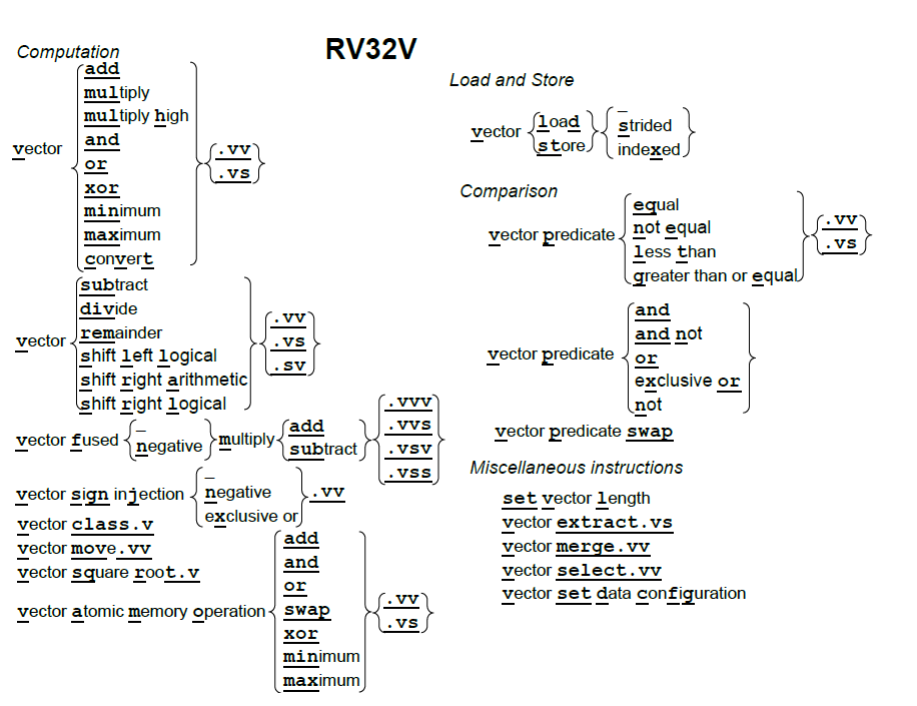 RV32V
Computation
vector
add
multiply
multiply high
and
or
xor
minimum
maximum
convert
.vv
.vs
vector
subtract
divide
remainder
shift left logical
shift right arithmetic
shift right logical
.vv
.vs
.sv
vector fused
–
negative
multiply
add
subtract
.vvv
.vvs
.vsv
.vss
vector sign injection
–
negative
exclusive or
.vv
vector class.v
vector move.vv
vector square root.v
vector atomic memory operation
add
and
or
swap
xor
minimum
maximum
.vv
.vs
Load and Store
vector
load
store
–
strided
indexed
Comparison
vector predicate
equal
not equal
less than
greater than or equal
.vv
.vs
vector predicate
and
and not
or
exclusive or
not
vector predicate swap
Miscellaneous instructions
set vector length
vector extract.vs
vector merge.vv
vector select.vv
vector set data configuration